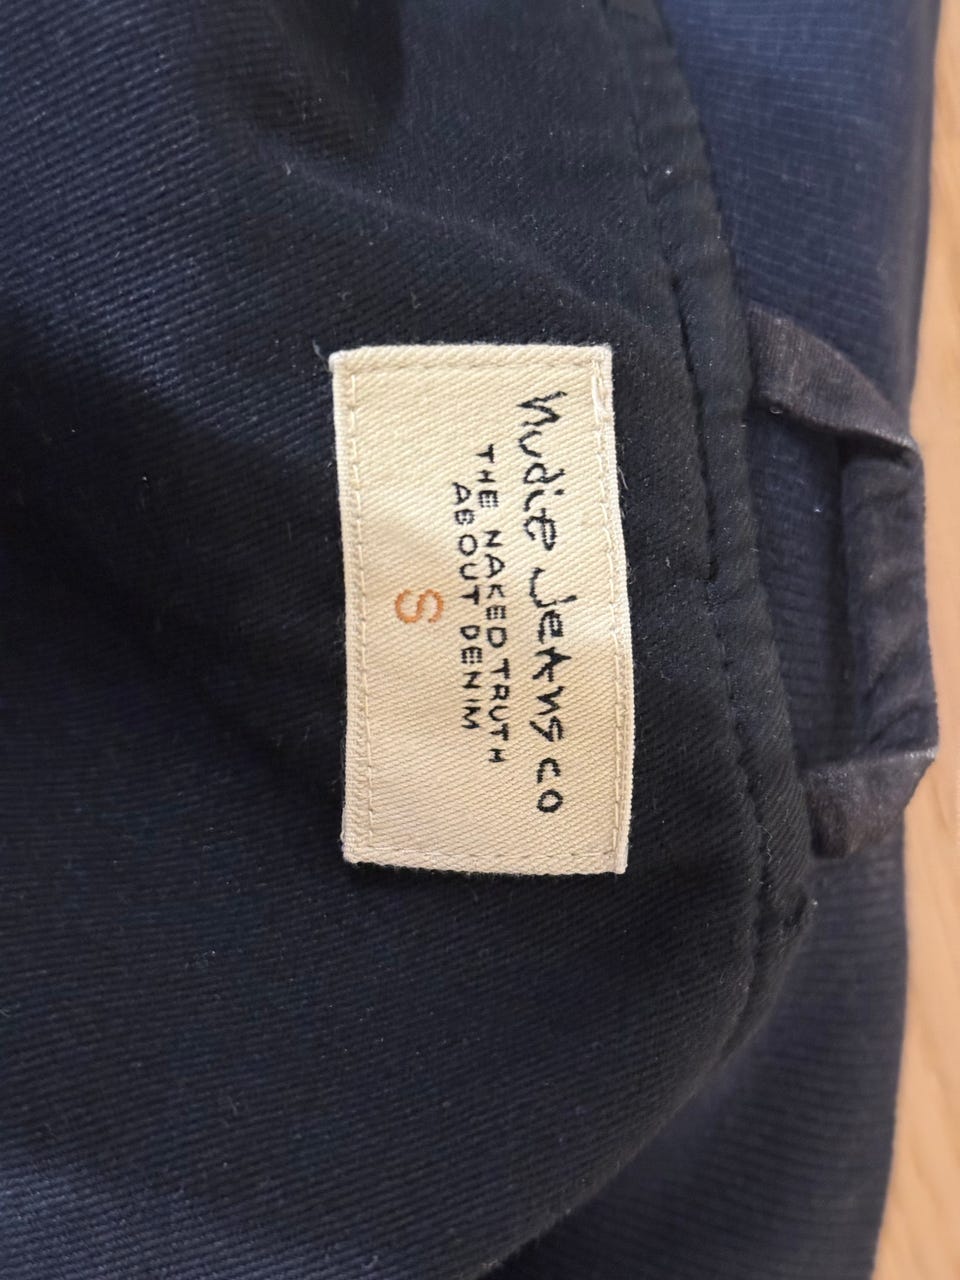 Nudie Jeans co
THE NAKED TRUTH
ABOUT DENIM
S